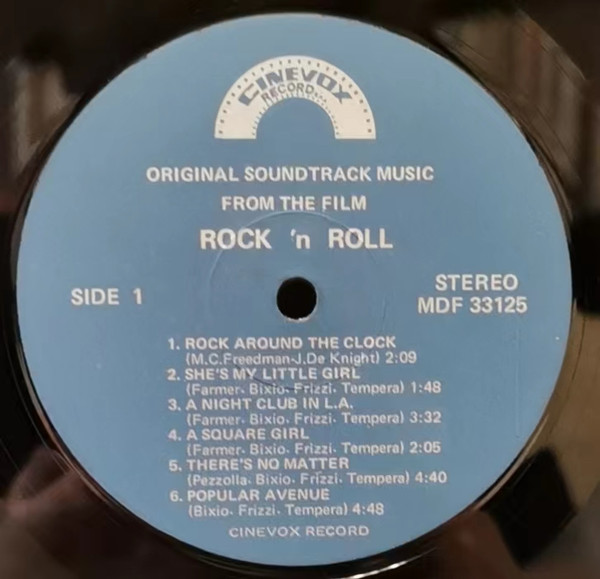 CINEVOX
RECORD...
ORIGINAL SOUNDTRACK MUSIC
FROM THE FILM
ROCK 'n ROLL
SIDE 1
STEREO
MDF 33125
1. ROCK AROUND THE CLOCK
(M.C.Freedman-J.De Knight) 2:09
2. SHE'S MY LITTLE GIRL
(Farmer- Bixio- Frizzi- Tempera) 1:48
3. A NIGHT CLUB IN L.A.
(Farmer- Bixio- Frizzi- Tempera) 3:32
4. A SQUARE GIRL
(Farmer- Bixio- Frizzi- Tempera) 2:05
5. THERE'S NO MATTER
(Pezzolla- Bixio- Frizzi- Tempera) 4:40
6. POPULAR AVENUE
(Bixio- Frizzi- Tempera) 4:48
CINEVOX RECORD